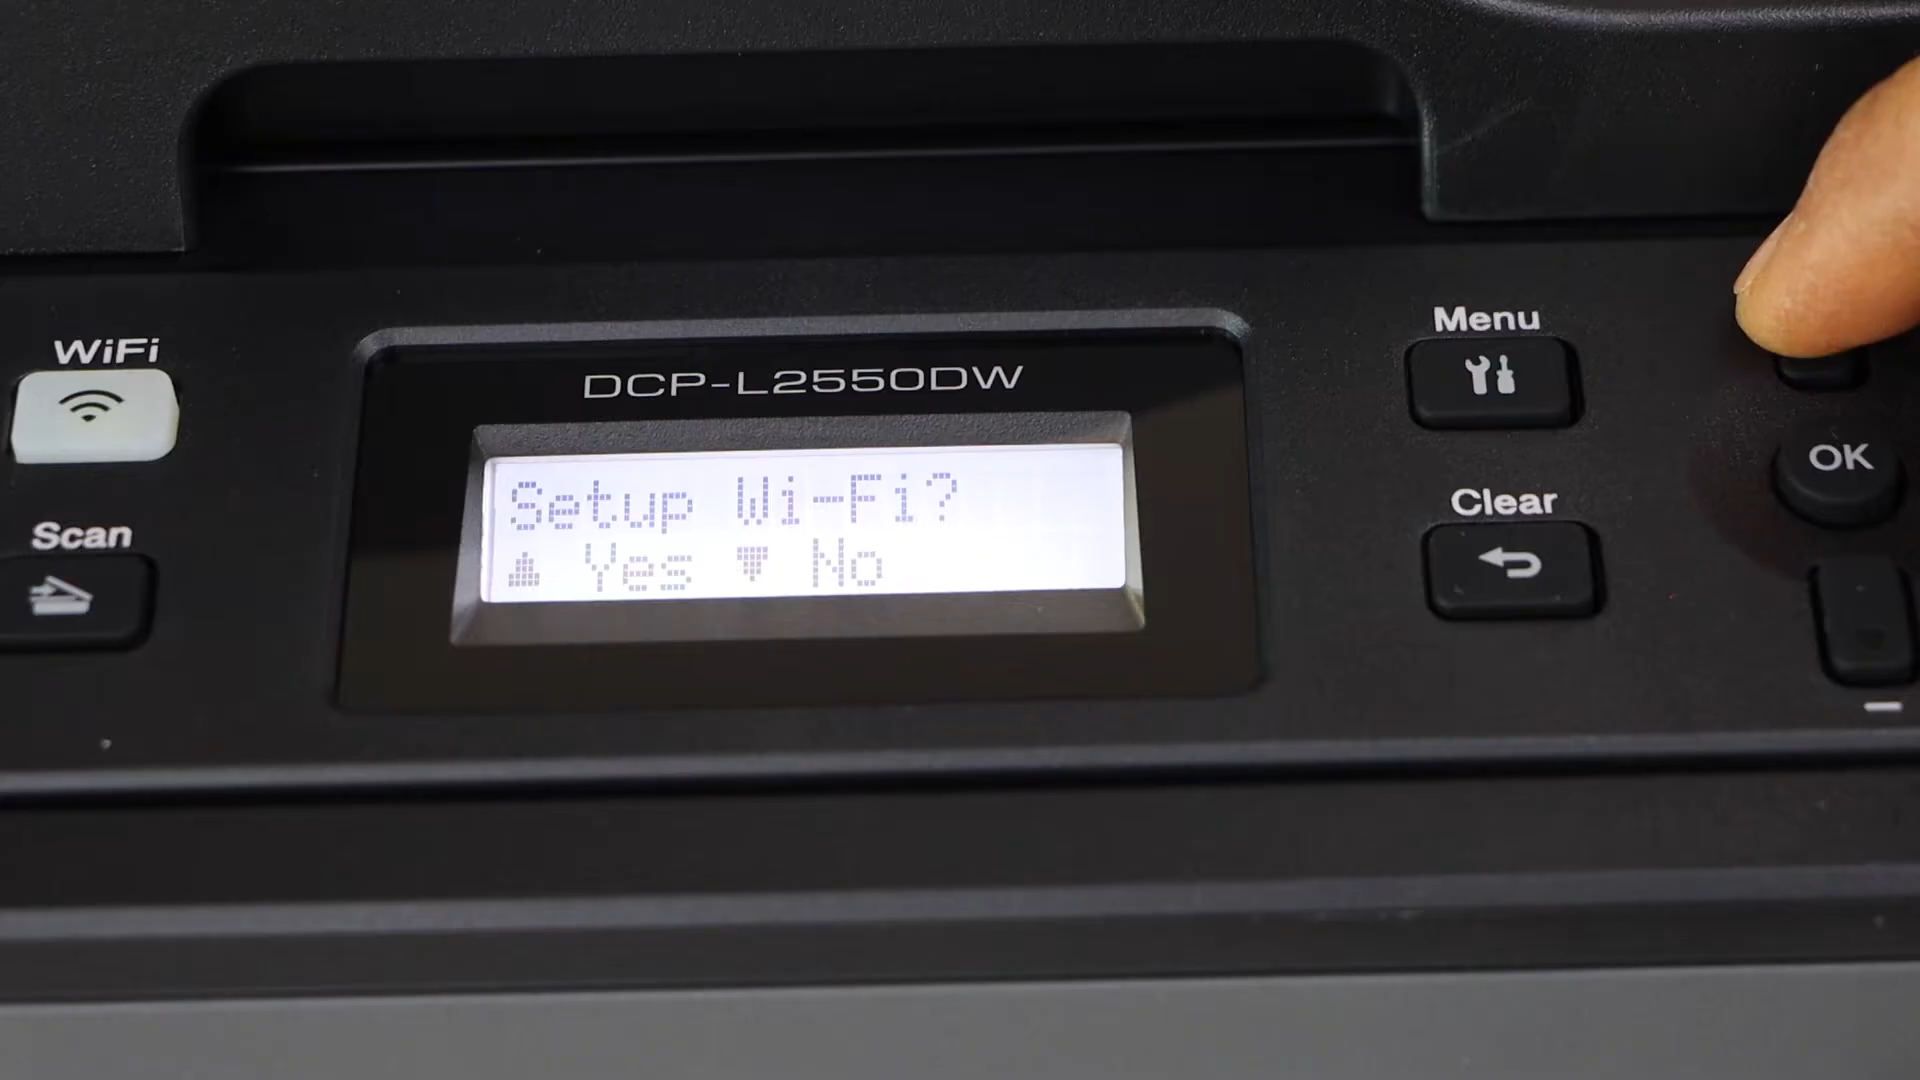 WiFi
Scan
DCP-L2550DW
Setup Wi-Fi?
▲ Yes ▼ No
Menu
Clear
OK